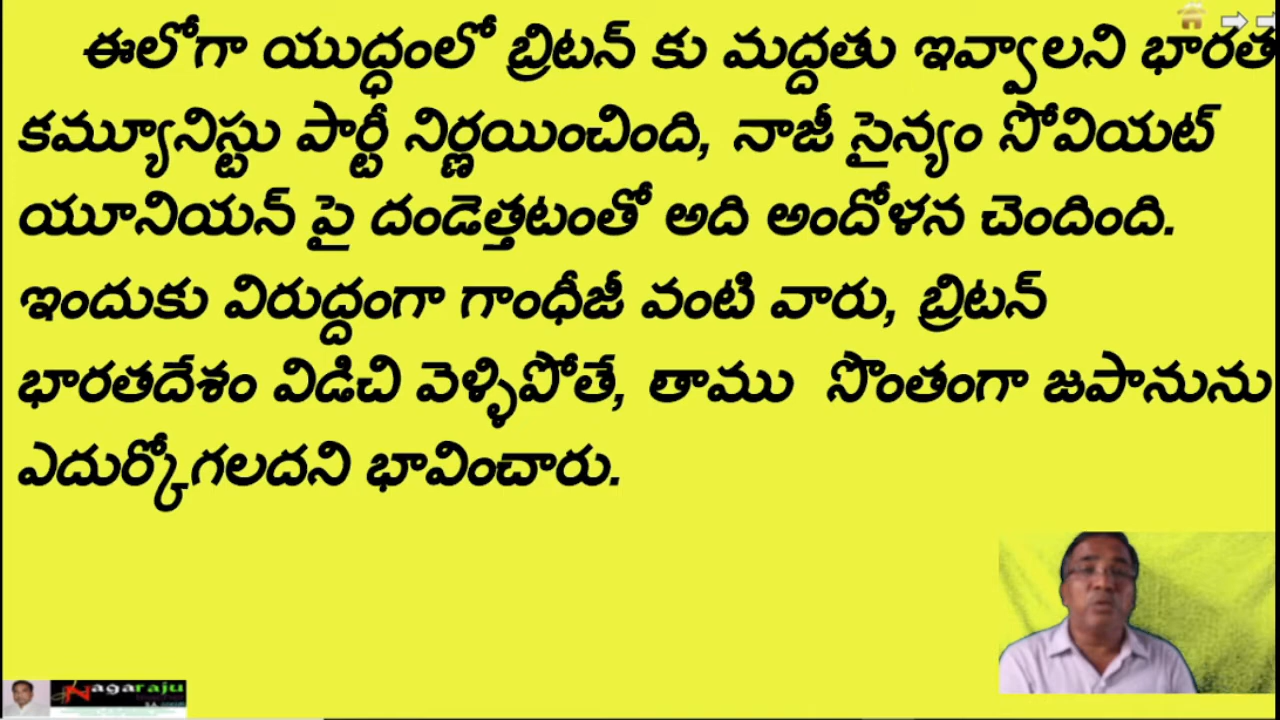 ఈలోగా యుద్ధంలో బ్రిటన్ కు మద్దతు ఇవ్వాలని భారత
కమ్యూనిస్టు పార్టీ నిర్ణయించింది, నాజీ సైన్యం సోవియట్
యూనియన్ పై దండెత్తటంతో అది అందోళన చెందింది.
ఇందుకు విరుద్దంగా గాంధీజీ వంటి వారు, బ్రిటన్
భారతదేశం విడిచి వెళ్ళిపోతే, తాము సొంతంగా జపానును
ఎదుర్కోగలదని భావించారు.
Nagaraju